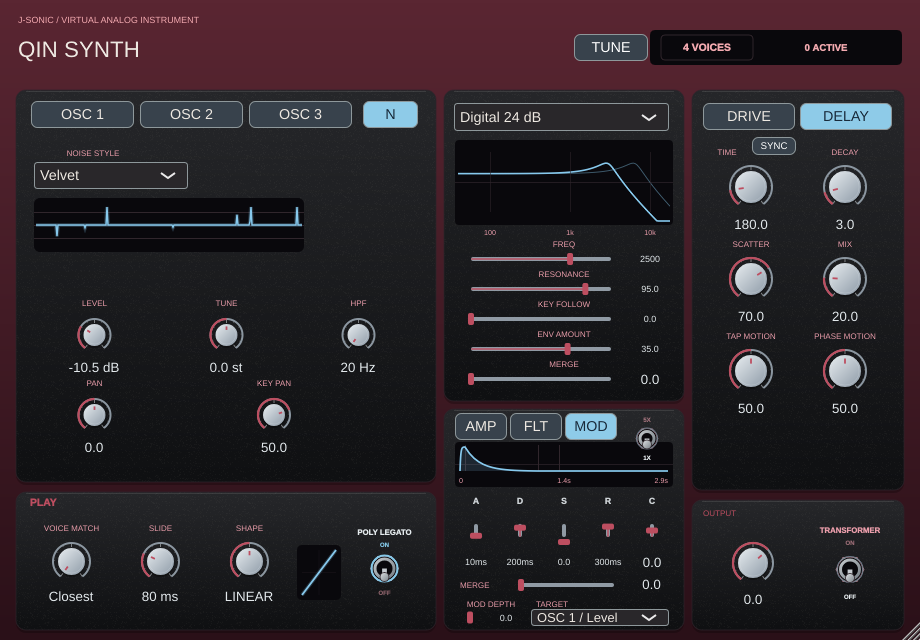 J-SONIC / VIRTUAL ANALOG INSTRUMENT
QIN SYNTH
TUNE
4 VOICES
0 ACTIVE
OSC 1
OSC 2
OSC 3
N
NOISE STYLE
Velvet
LEVEL
TUNE
HPF
-10.5 dB
0.0 st
20 Hz
PAN
KEY PAN
0.0
50.0
Digital 24 dB
100
1k
10k
FREQ
2500
RESONANCE
95.0
KEY FOLLOW
0.0
ENV AMOUNT
35.0
MERGE
0.0
DRIVE
DELAY
TIME
SYNC
DECAY
180.0
3.0
SCATTER
MIX
70.0
20.0
TAP MOTION
PHASE MOTION
50.0
50.0
PLAY
VOICE MATCH
SLIDE
SHAPE
POLY LEGATO
ON
OFF
Closest
80 ms
LINEAR
AMP
FLT
MOD
5X
1X
0
1.4s
2.9s
A
D
S
R
C
10ms
200ms
0.0
300ms
0.0
MERGE
0.0
MOD DEPTH
TARGET
0.0
OSC 1 / Level
OUTPUT
TRANSFORMER
ON
OFF
0.0